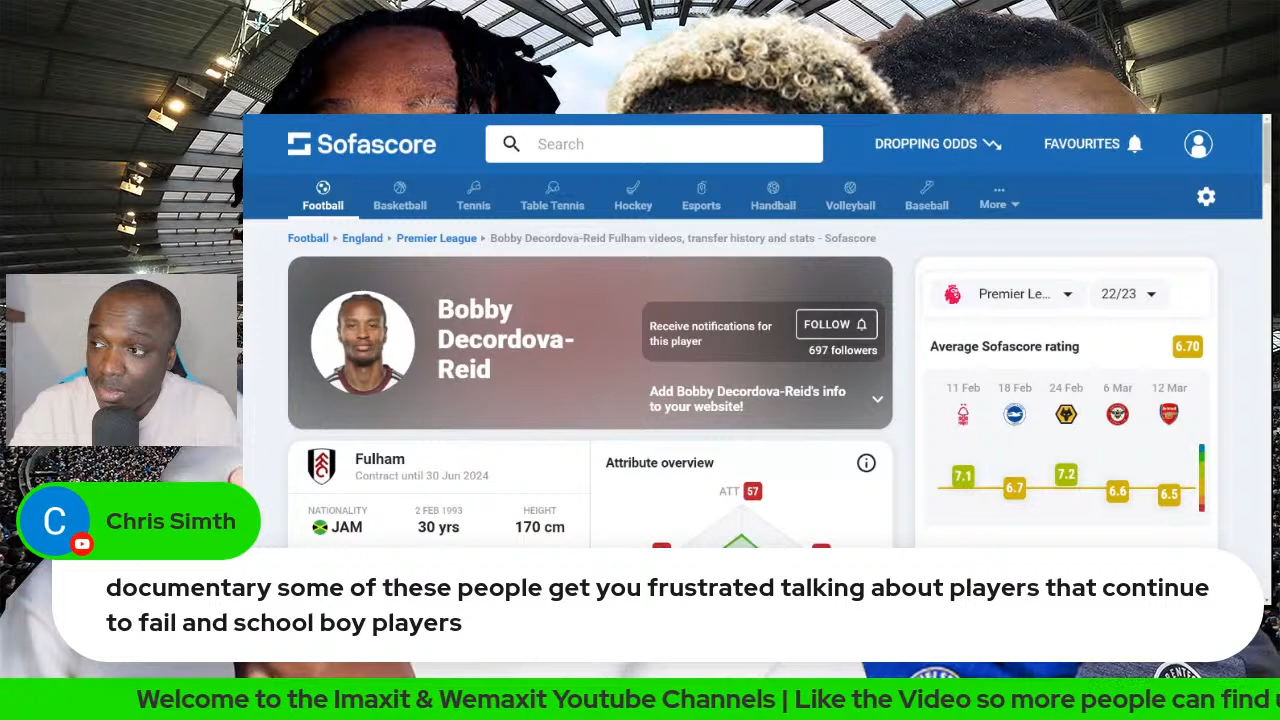 Sofascore
Search
DROPPING ODDS
FAVOURITES
Football
Basketball
Tennis
Table Tennis
Hockey
Esports
Handball
Volleyball
Baseball
More
Football
England
Premier League
Bobby Decordova-Reid Fulham videos, transfer history and stats - Sofascore
Bobby
Decordova-
Reid
Receive notifications for
this player
FOLLOW
697 followers
Add Bobby Decordova-Reid's info
to your website!
Premier Le...
22/23
Average Sofascore rating
6.70
11 Feb
18 Feb
24 Feb
6 Mar
12 Mar
7.1
6.7
7.2
6.6
6.5
Fulham
Contract until 30 Jun 2024
NATIONALITY
JAM
2 FEB 1993
30 yrs
HEIGHT
170 cm
Attribute overview
ATT 57
C
Chris Simth
documentary some of these people get you frustrated talking about players that continue
to fail and school boy players
Welcome to the Imaxit & Wemaxit Youtube Channels | Like the Video so more people can find